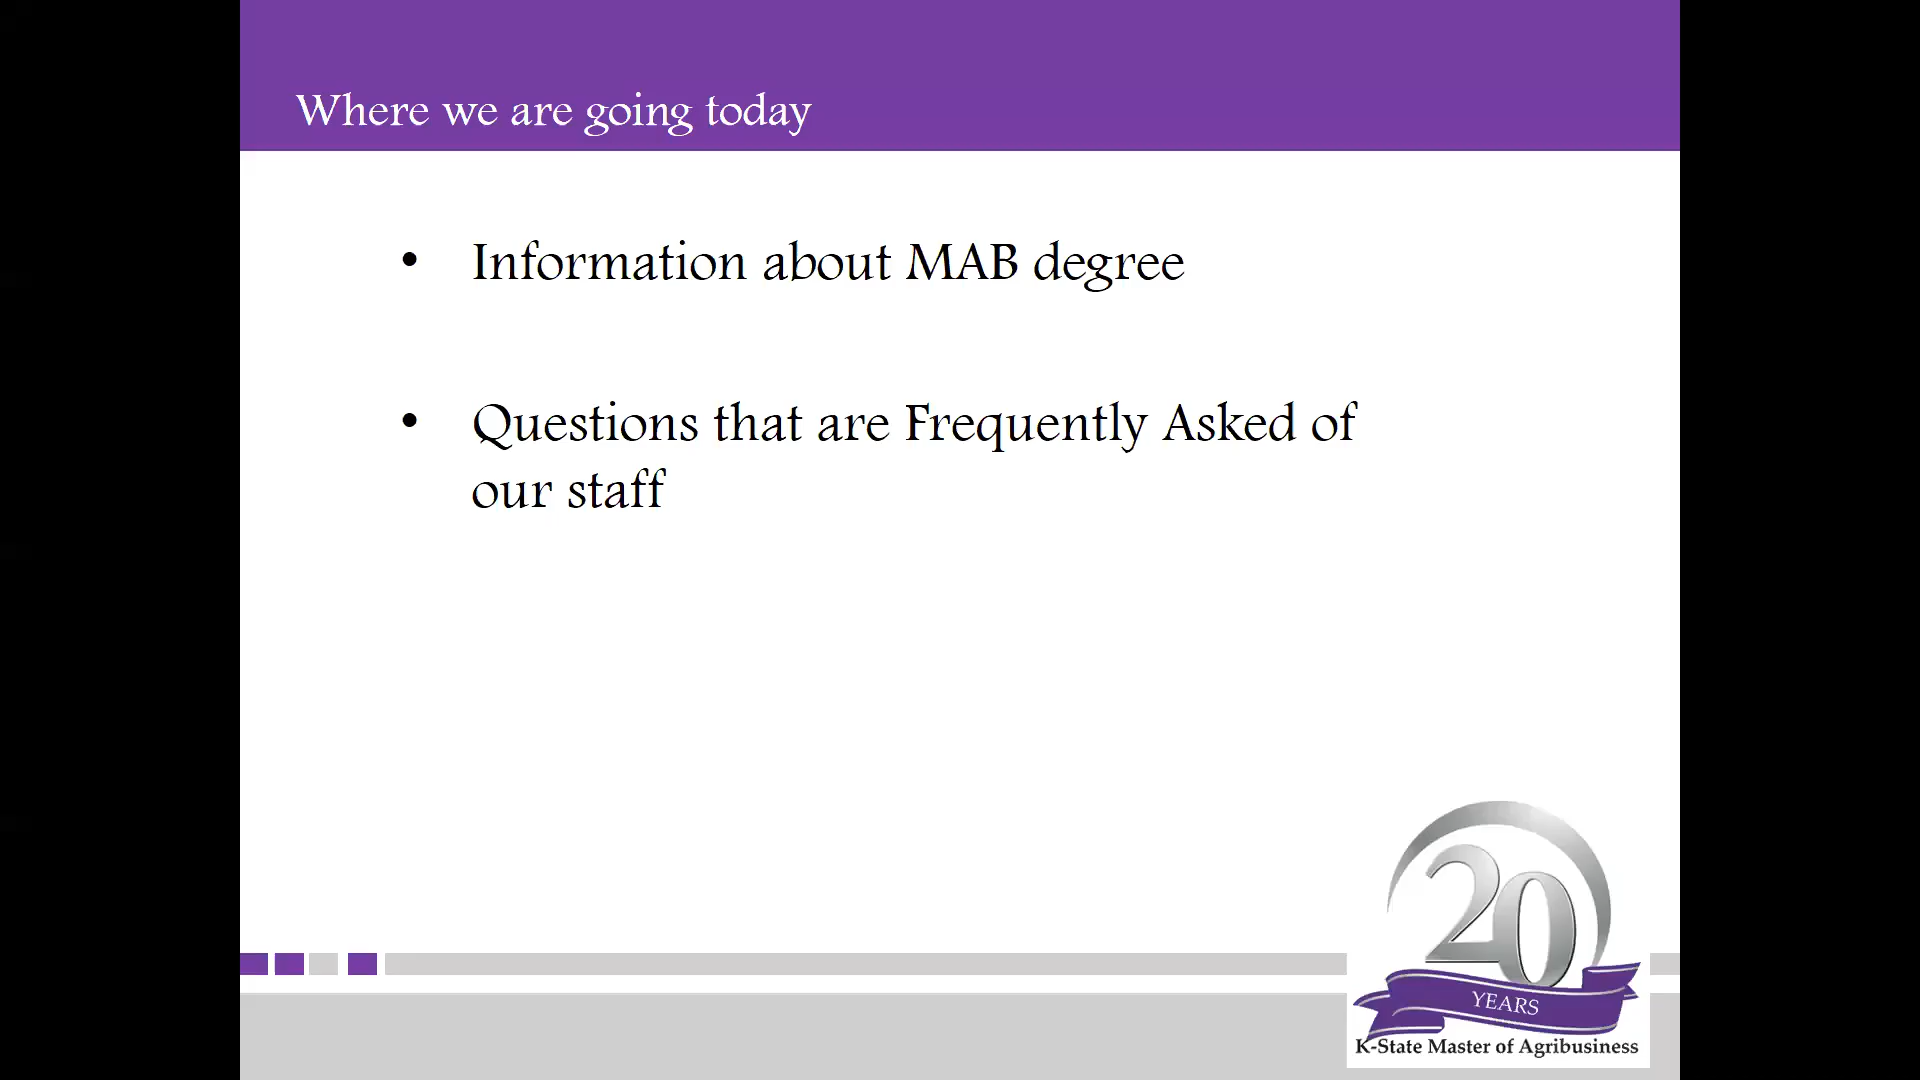 Where we are going today
• Information about MAB degree
• Questions that are Frequently Asked of
our staff
20
YEARS
K-State Master of Agribusiness